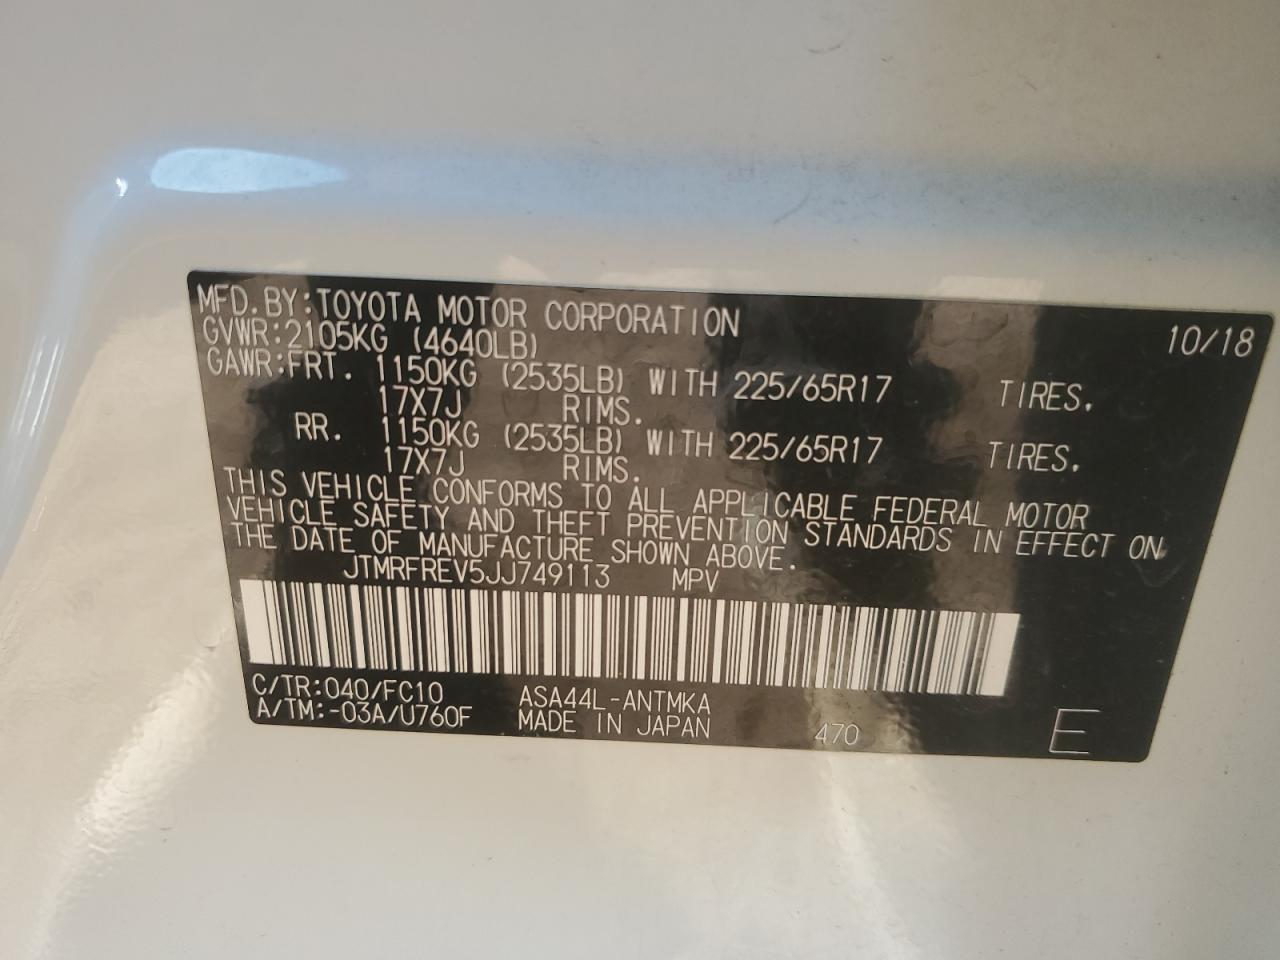 MFD.BY:TOYOTA MOTOR CORPORATION 10/18
GVWR:2105KG (4640LB)
GAWR:FRT. 1150KG (2535LB) WITH 225/65R17 TIRES.
17X7J RIMS.
RR. 1150KG (2535LB) WITH 225/65R17 TIRES.
17X7J RIMS.
THIS VEHICLE CONFORMS TO ALL APPLICABLE FEDERAL MOTOR
VEHICLE SAFETY AND THEFT PREVENTION STANDARDS IN EFFECT ON
THE DATE OF MANUFACTURE SHOWN ABOVE.
JTMRFREV5JJ749113 MPV
C/TR:040/FC10 ASA44L-ANTMKA
A/TM:-03A/U760F MADE IN JAPAN 470 E